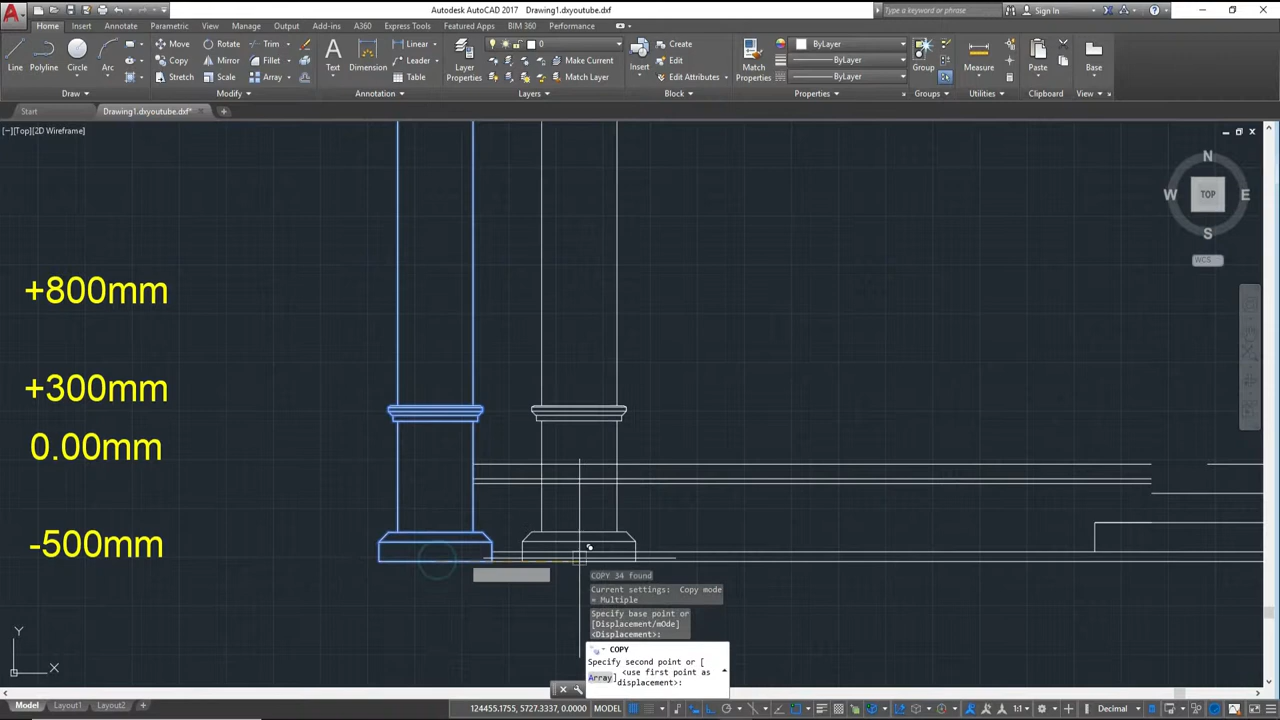 Autodesk AutoCAD 2017 Drawing1.dxyoutube.dxf
Type a keyword or phrase
Sign In
Home Insert Annotate Parametric View Manage Output Add-ins A360 Express Tools Featured Apps BIM 360 Performance
Line Polyline Circle Arc
Move Rotate Trim
Copy Mirror Fillet
Stretch Scale Array
Text Dimension
Linear
Leader
Table
Layer Properties
0
Make Current
Match Layer
Insert
Create
Edit
Edit Attributes
Match Properties
ByLayer
ByLayer
ByLayer
Group Measure Paste Base
Draw Modify Annotation Layers Block Properties Groups Utilities Clipboard View
Start Drawing1.dxyoutube.dxf*
[−][Top][2D Wireframe]
N
W TOP E
S
WCS
+800mm
+300mm
0.00mm
-500mm
COPY 34 found
Current settings: Copy mode
= Multiple
Specify base point or
[Displacement/mOde]
<Displacement>:
COPY
Specify second point or [
Array] <use first point as
displacement>:
Y
X
Model Layout1 Layout2
124455.1755, 5727.3337, 0.0000 MODEL 1:1 Decimal